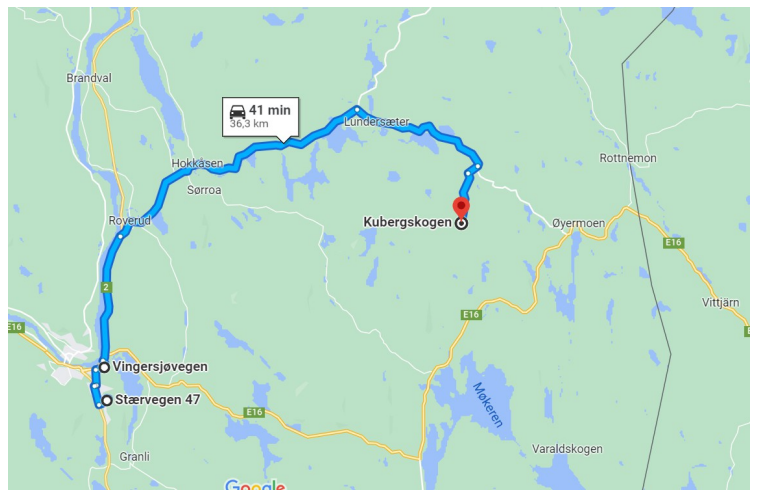 Brandval
41 min
36,3 km
Lundersæter
Hokkåsen
Rottnemon
Sørroa
Roverud
Kubergskogen
Øyermoen
E16
2
Vittjärn
E16
E16
E
Vingersjøvegen
Stærvegen 47
E16
Møkeren
Granli
Varaldskogen
Google